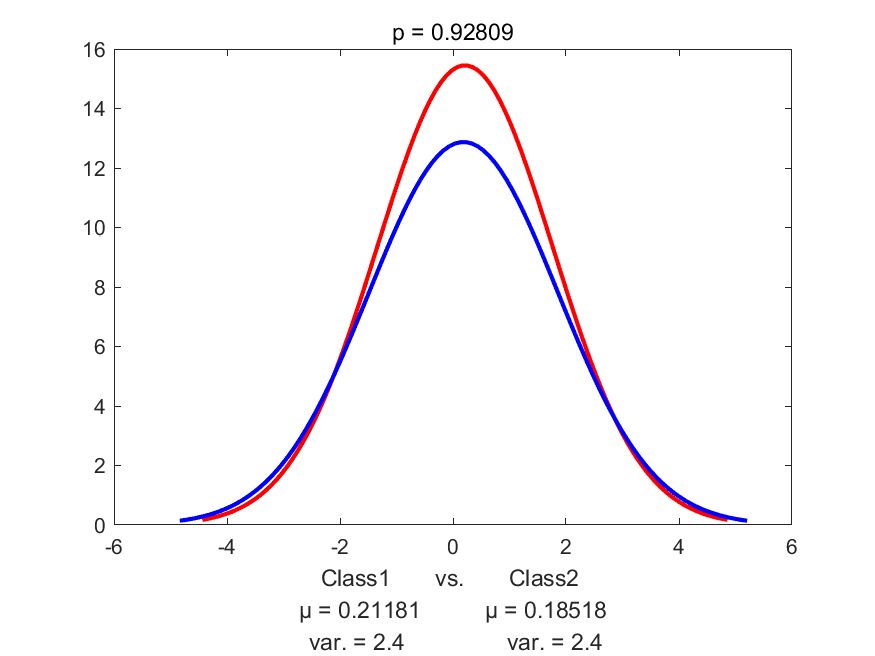 p = 0.92809
16
14
12
10
8
6
4
2
0
-6 -4 -2 0 2 4 6
Class1 vs. Class2
μ = 0.21181 μ = 0.18518
var. = 2.4 var. = 2.4